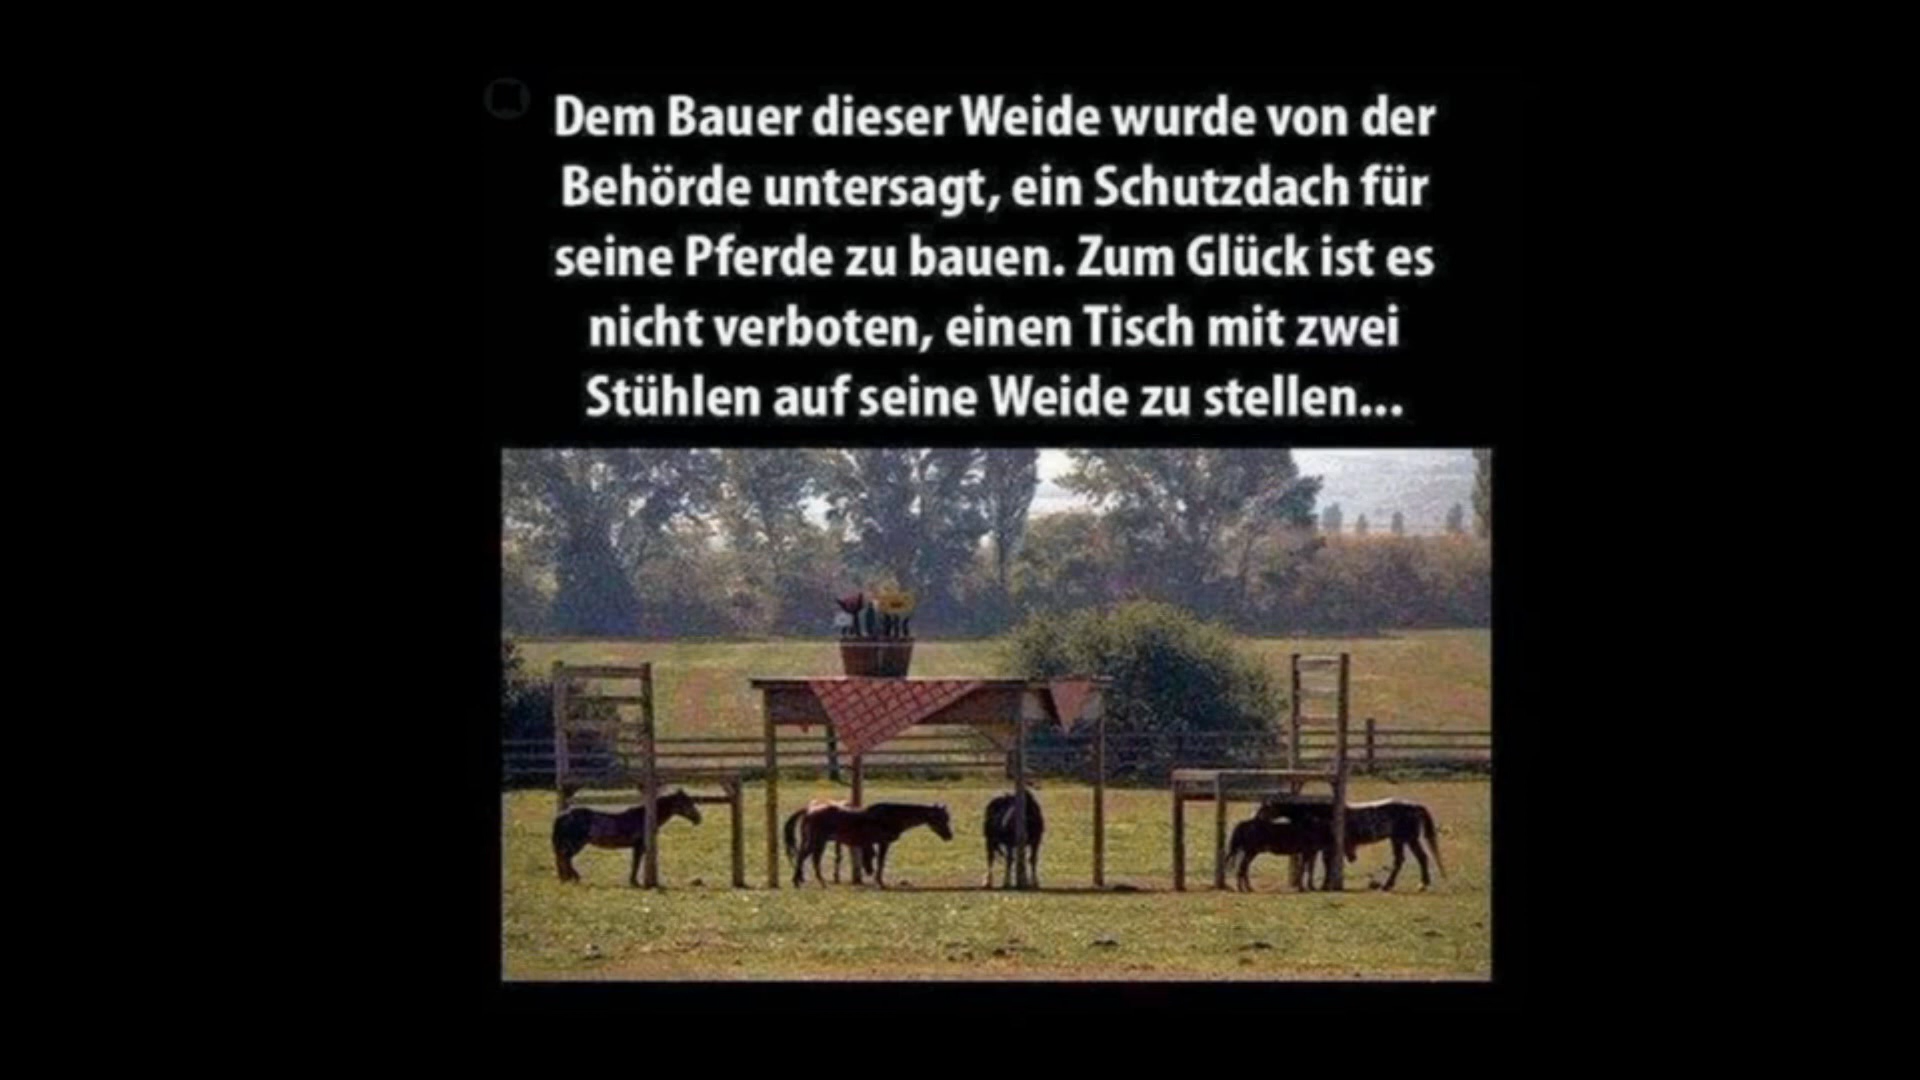 Dem Bauer dieser Weide wurde von der
Behörde untersagt, ein Schutzdach für
seine Pferde zu bauen. Zum Glück ist es
nicht verboten, einen Tisch mit zwei
Stühlen auf seine Weide zu stellen...